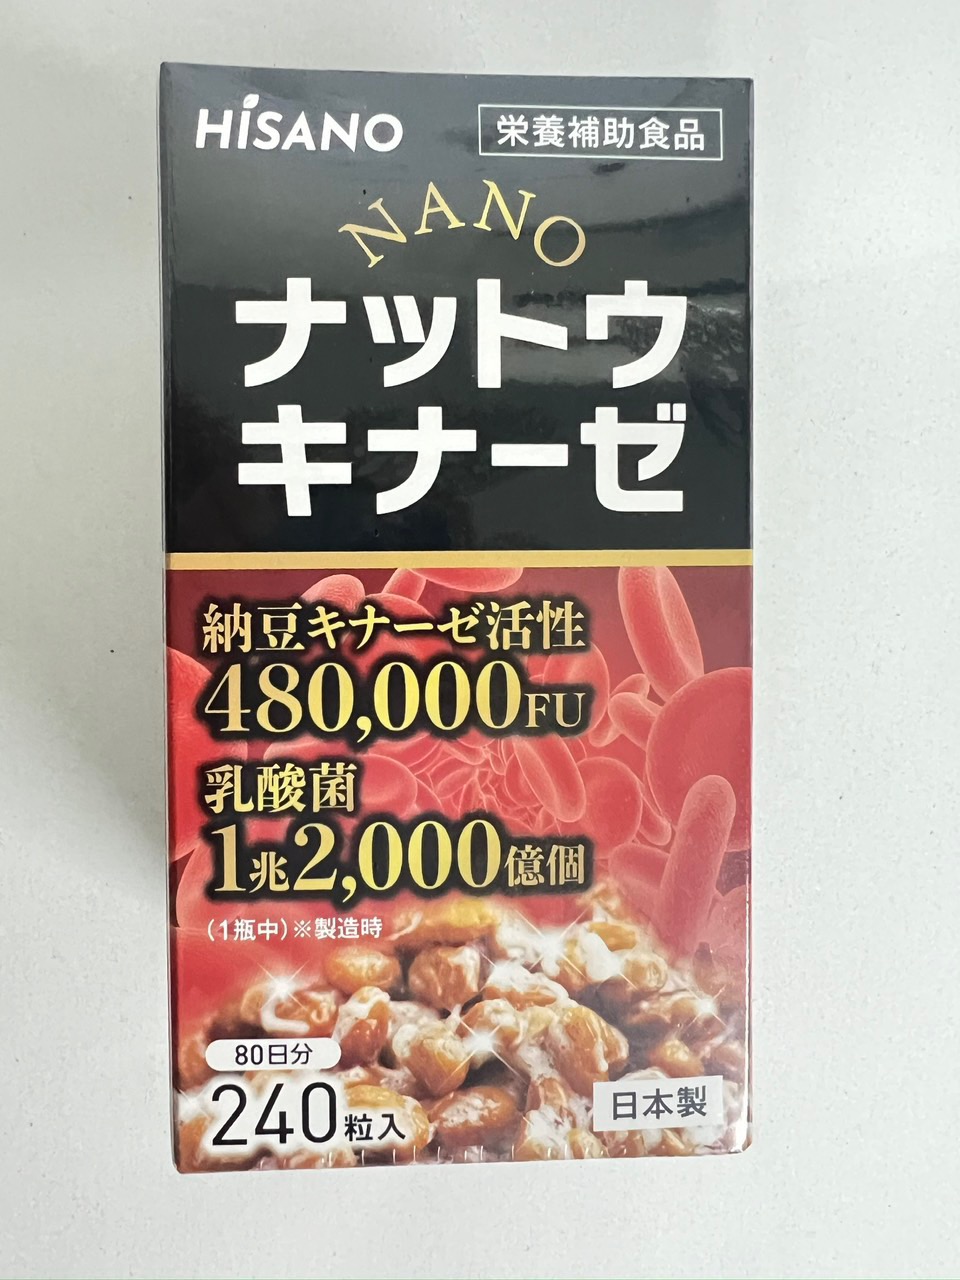 HiSANO
栄養補助食品
NANO
ナットウ
キナーゼ
納豆キナーゼ活性
480,000FU
乳酸菌
1兆2,000億個
(1瓶中)※製造時
80日分
240粒入
日本製